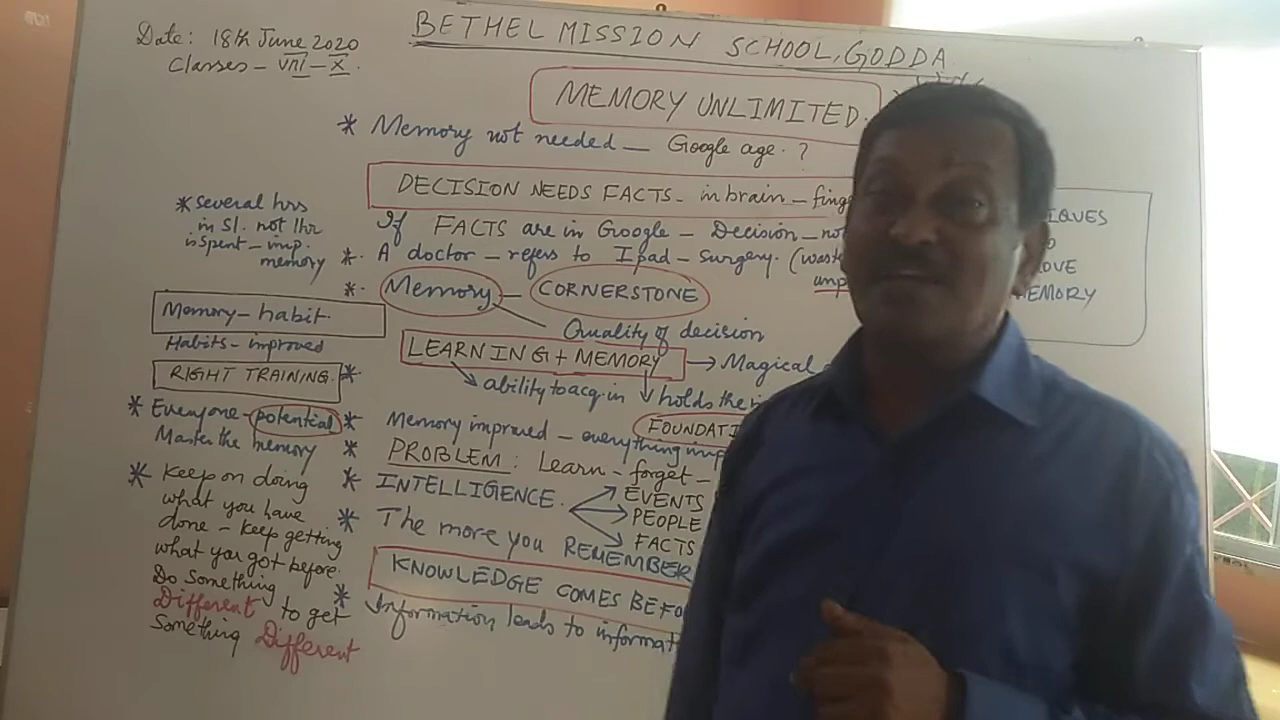 Date: 18th June 2020
Classes - VIII - X.
BETHEL MISSION SCHOOL, GODDA
MEMORY UNLIMITED.
* Memory not needed — Google age. ?
DECISION NEEDS FACTS - in brain - fing
If FACTS are in Google - Decision - not
*. A doctor - refers to Ipad - surgery. (waste
imp
*. Memory - CORNERSTONE
Quality of decision
LEARNING + MEMORY → Magical
ability to acq. in
holds the
FOUNDATI
* Memory improved - everything imp
* PROBLEM: Learn - forget -
* INTELLIGENCE.
EVENTS
PEOPLE
FACTS
* The more you REMEMBER
KNOWLEDGE COMES BEFO
* Information leads to informat
* Several hrs
in Sl. not 1hr
is spent - imp.
memory
Memory - habit.
Habits - improved
RIGHT TRAINING. *
* Everyone - potential
Master the memory
* Keep on doing
what you have
done - keep getting
what you got before.
Do Something
Different to get
Something Different
IQUES
O
OVE
EMORY